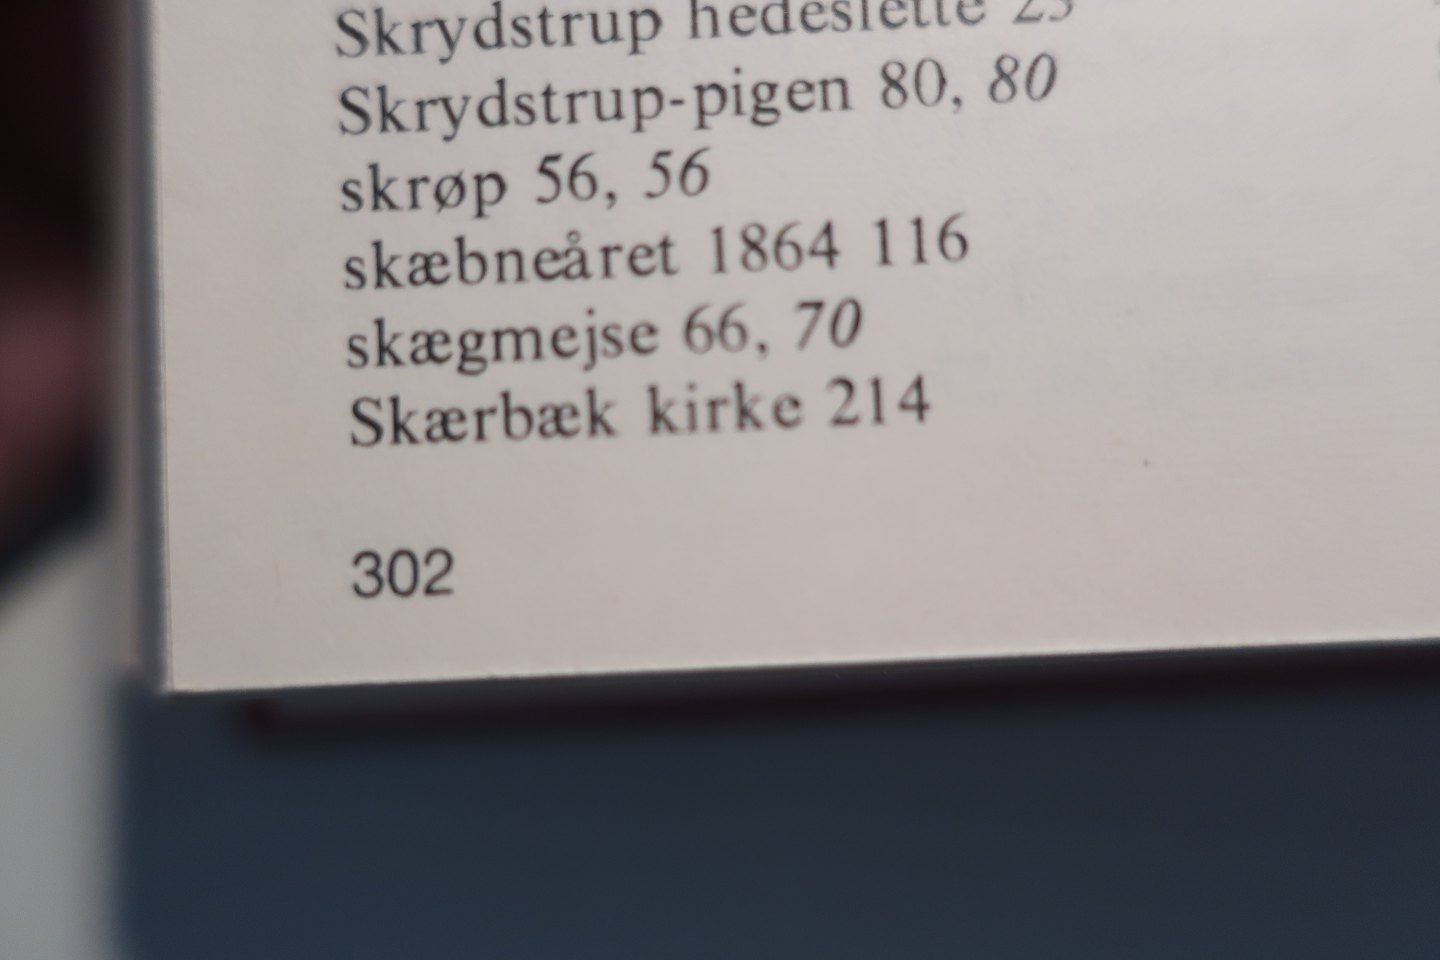 Skrydstrup hedeslette 25
Skrydstrup-pigen 80, 80
skrøp 56, 56
skæbneåret 1864 116
skægmejse 66, 70
Skærbæk kirke 214
302